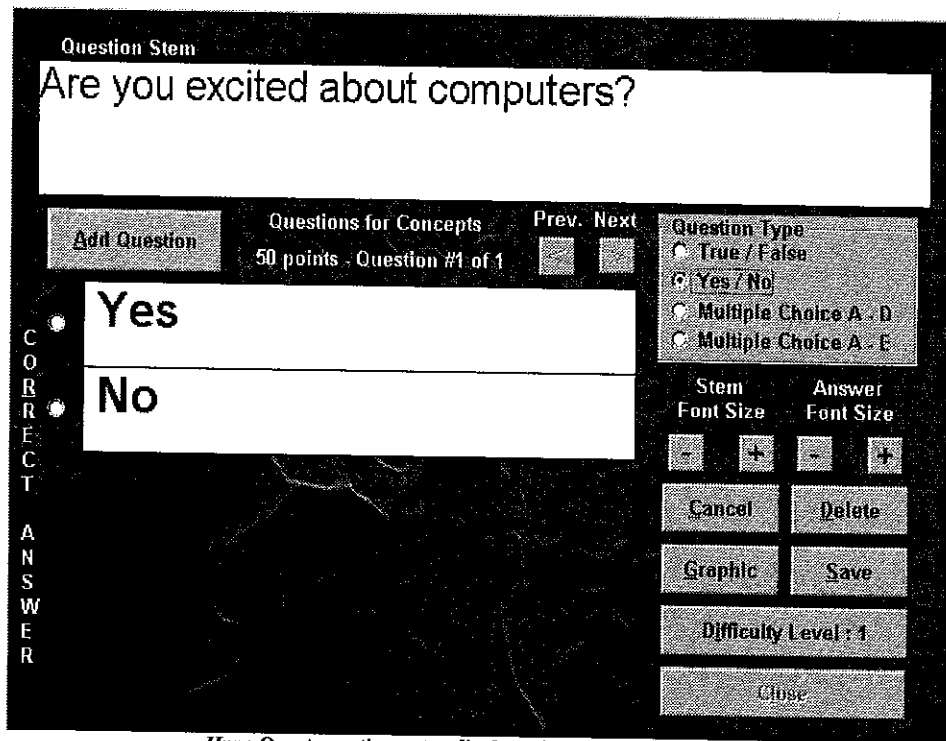 Question Stem
Are you excited about computers?
Add Question
Questions for Concepts
50 points - Question #1 of 1
Prev. Next
< >
Question Type
True / False
Yes / No
Multiple Choice A - D
Multiple Choice A - E
CORRECT ANSWER
Yes
No
Stem Font Size
Answer Font Size
- + - +
Cancel
Delete
Graphic
Save
Difficulty Level : 1
Close